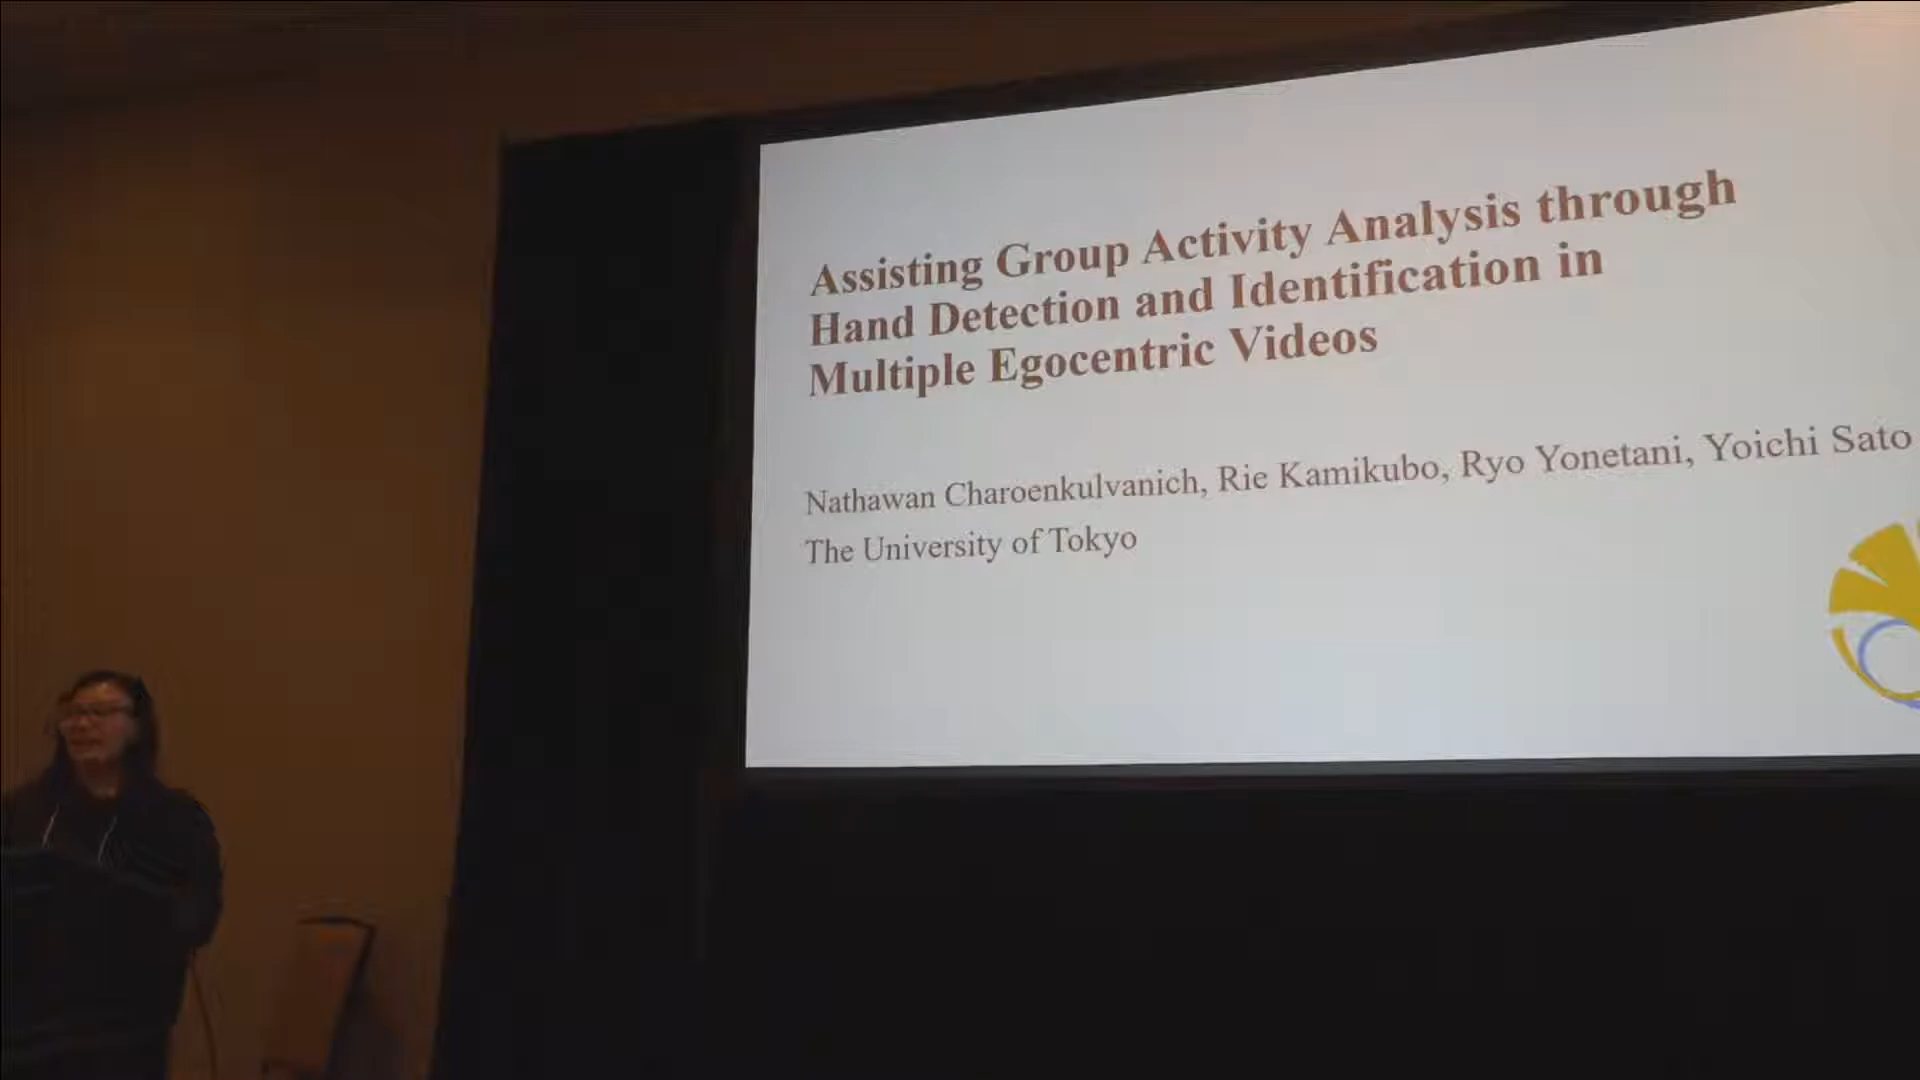 Assisting Group Activity Analysis through
Hand Detection and Identification in
Multiple Egocentric Videos
Nathawan Charoenkulvanich, Rie Kamikubo, Ryo Yonetani, Yoichi Sato
The University of Tokyo